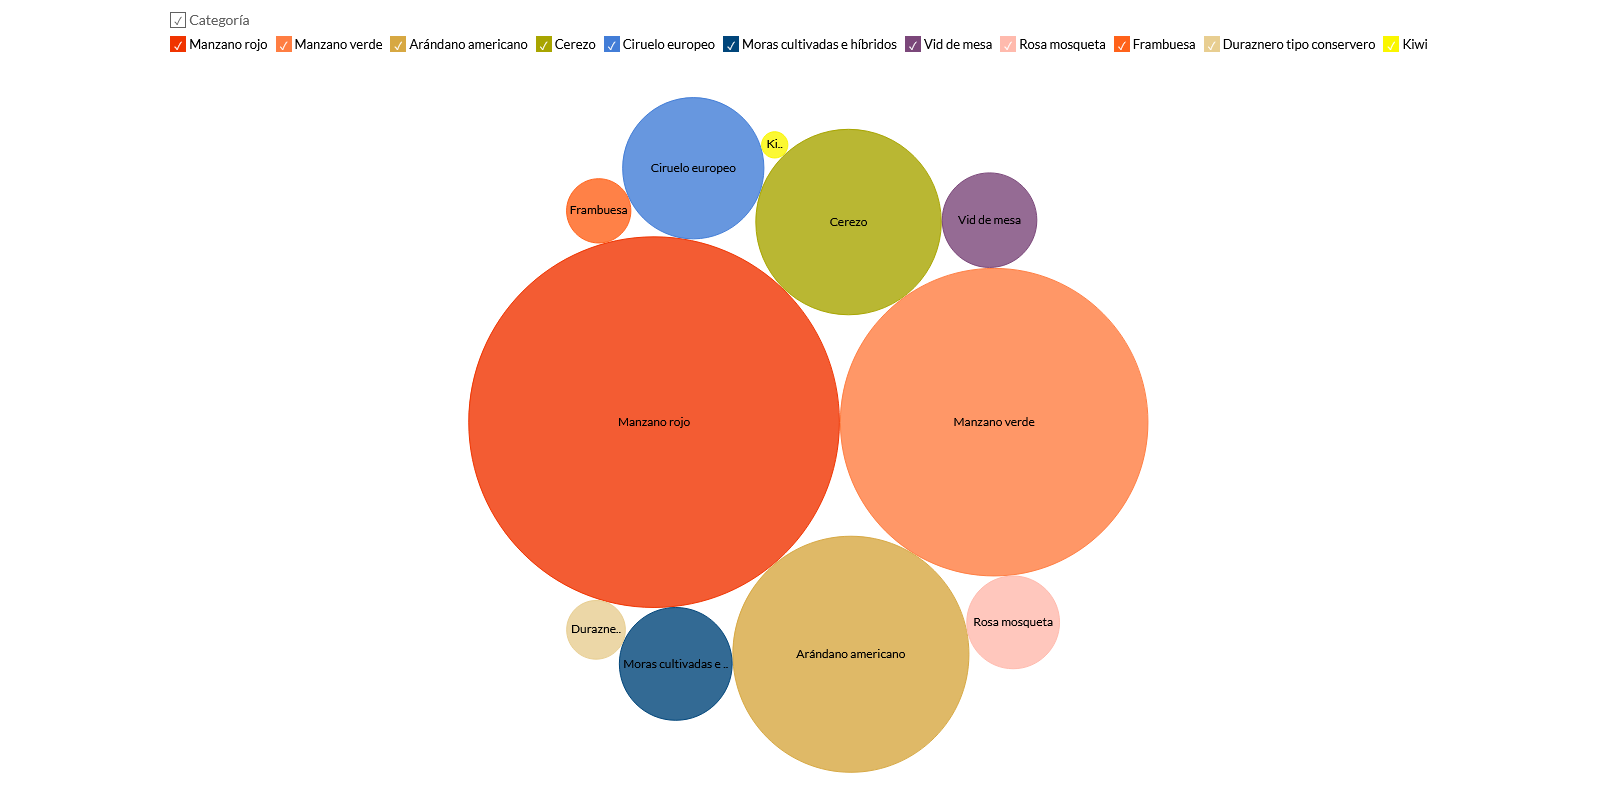 Categoría
Manzano rojo Manzano verde Arándano americano Cerezo Ciruelo europeo Moras cultivadas e híbridos Vid de mesa Rosa mosqueta Frambuesa Duraznero tipo conservero Kiwi
Ki..
Ciruelo europeo
Frambuesa
Cerezo
Vid de mesa
Manzano rojo
Manzano verde
Durazne..
Rosa mosqueta
Moras cultivadas e ..
Arándano americano